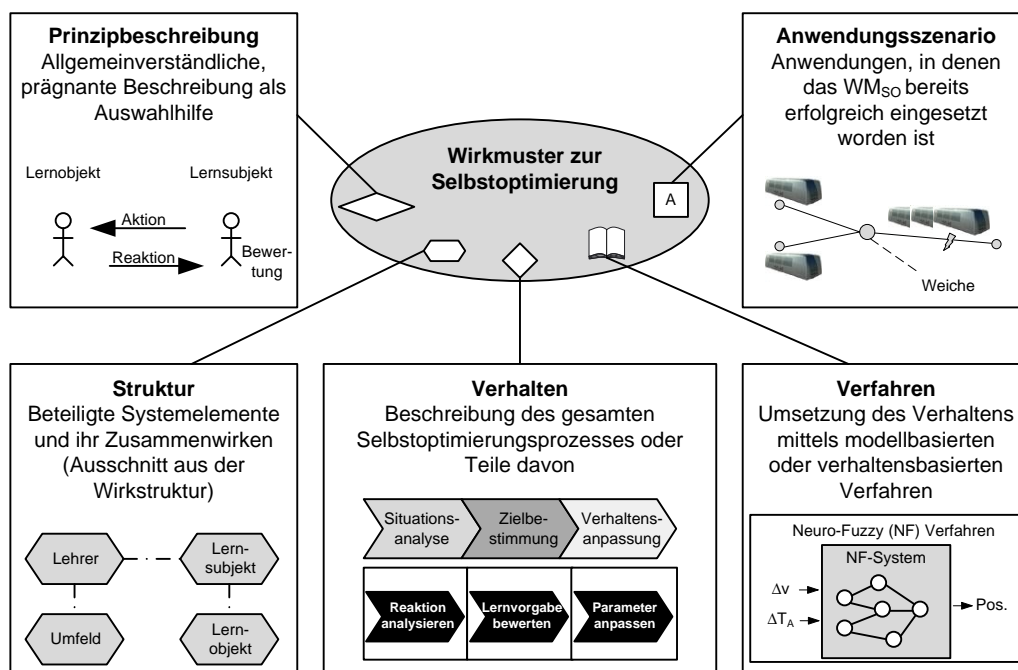 Prinzipbeschreibung
Allgemeinverständliche,
prägnante Beschreibung als
Auswahlhilfe
Lernobjekt
Lernsubjekt
Aktion
Reaktion
Bewer-
tung
Wirkmuster zur
Selbstoptimierung
A
Anwendungsszenario
Anwendungen, in denen
das WM_SO bereits
erfolgreich eingesetzt
worden ist
Weiche
Struktur
Beteiligte Systemelemente
und ihr Zusammenwirken
(Ausschnitt aus der
Wirkstruktur)
Lehrer
Lern-
subjekt
Umfeld
Lern-
objekt
Verhalten
Beschreibung des gesamten
Selbstoptimierungsprozesses oder
Teile davon
Situations-
analyse
Zielbe-
stimmung
Verhaltens-
anpassung
Reaktion
analysieren
Lernvorgabe
bewerten
Parameter
anpassen
Verfahren
Umsetzung des Verhaltens
mittels modellbasierten
oder verhaltensbasierten
Verfahren
Neuro-Fuzzy (NF) Verfahren
NF-System
Δv
ΔT_A
Pos.